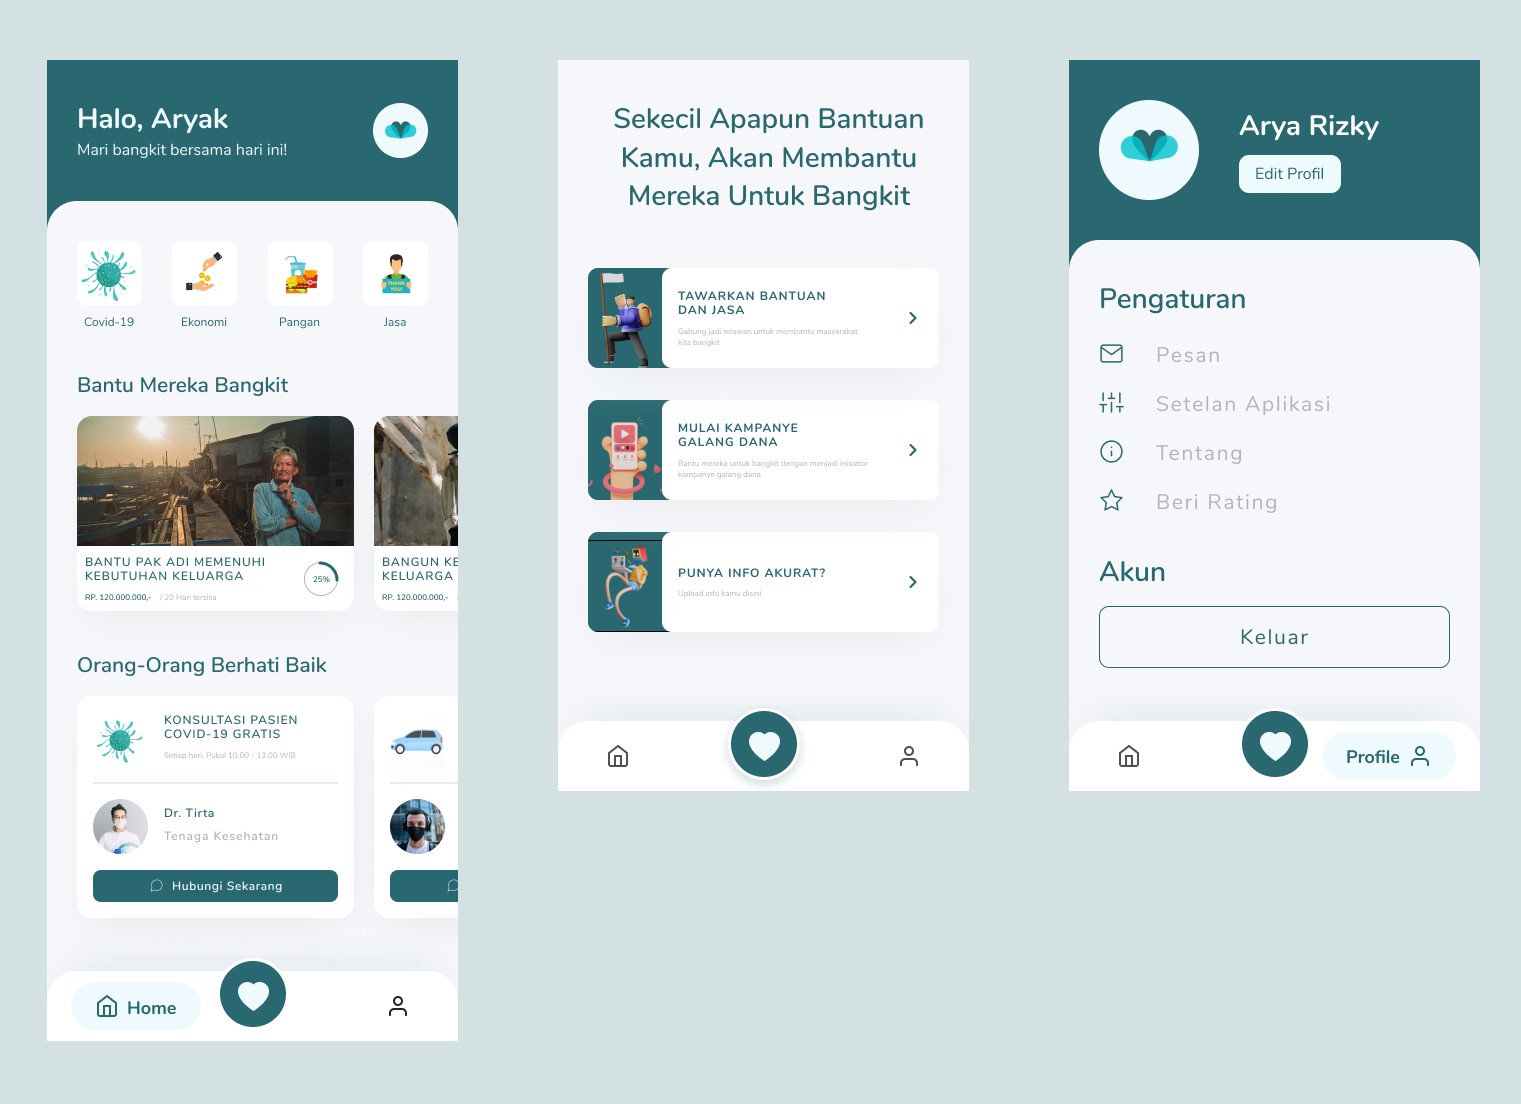 Halo, Aryak
Mari bangkit bersama hari ini!
THANK
YOU!
Covid-19
Ekonomi
Pangan
Jasa
Bantu Mereka Bangkit
BANTU PAK ADI MEMENUHI
KEBUTUHAN KELUARGA
25%
RP. 120.000.000,- / 20 Hari tersisa
BANGUN KE
KELUARGA
RP. 120.000.000,- /
Orang-Orang Berhati Baik
KONSULTASI PASIEN
COVID-19 GRATIS
Setiap hari, Pukul 10.00 - 13.00 WIB
Dr. Tirta
Tenaga Kesehatan
Hubungi Sekarang
Home
Sekecil Apapun Bantuan
Kamu, Akan Membantu
Mereka Untuk Bangkit
TAWARKAN BANTUAN
DAN JASA
Gabung jadi relawan untuk membantu masyarakat
kita bangkit
MULAI KAMPANYE
GALANG DANA
Bantu mereka untuk bangkit dengan menjadi inisiator
kampanye galang dana
PUNYA INFO AKURAT?
Upload info kamu disini
Arya Rizky
Edit Profil
Pengaturan
Pesan
Setelan Aplikasi
Tentang
Beri Rating
Akun
Keluar
Profile